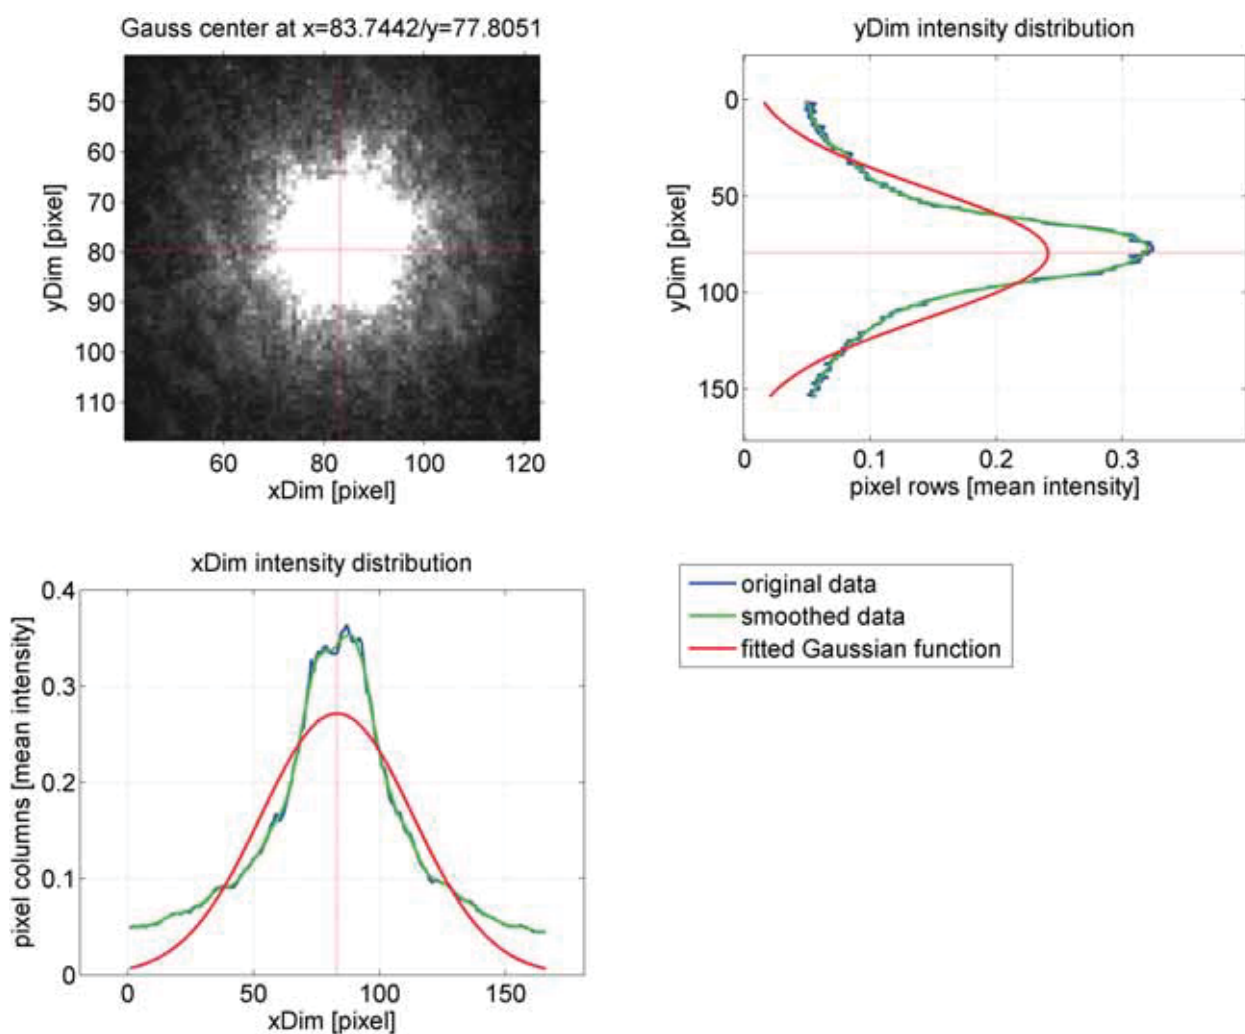 Gauss center at x=83.7442/y=77.8051
50
60
70
80
90
100
110
yDim [pixel]
60 80 100 120
xDim [pixel]
yDim intensity distribution
0
50
100
150
yDim [pixel]
0 0.1 0.2 0.3
pixel rows [mean intensity]
xDim intensity distribution
0.4
0.3
0.2
0.1
0
pixel columns [mean intensity]
0 50 100 150
xDim [pixel]
original data
smoothed data
fitted Gaussian function